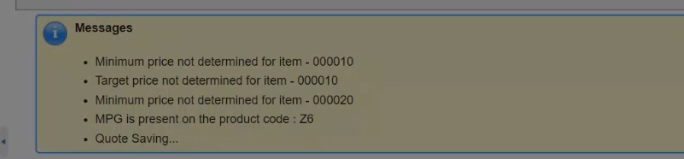 Messages
Minimum price not determined for item - 000010
Target price not determined for item - 000010
Minimum price not determined for item - 000020
MPG is present on the product code : Z6
Quote Saving...